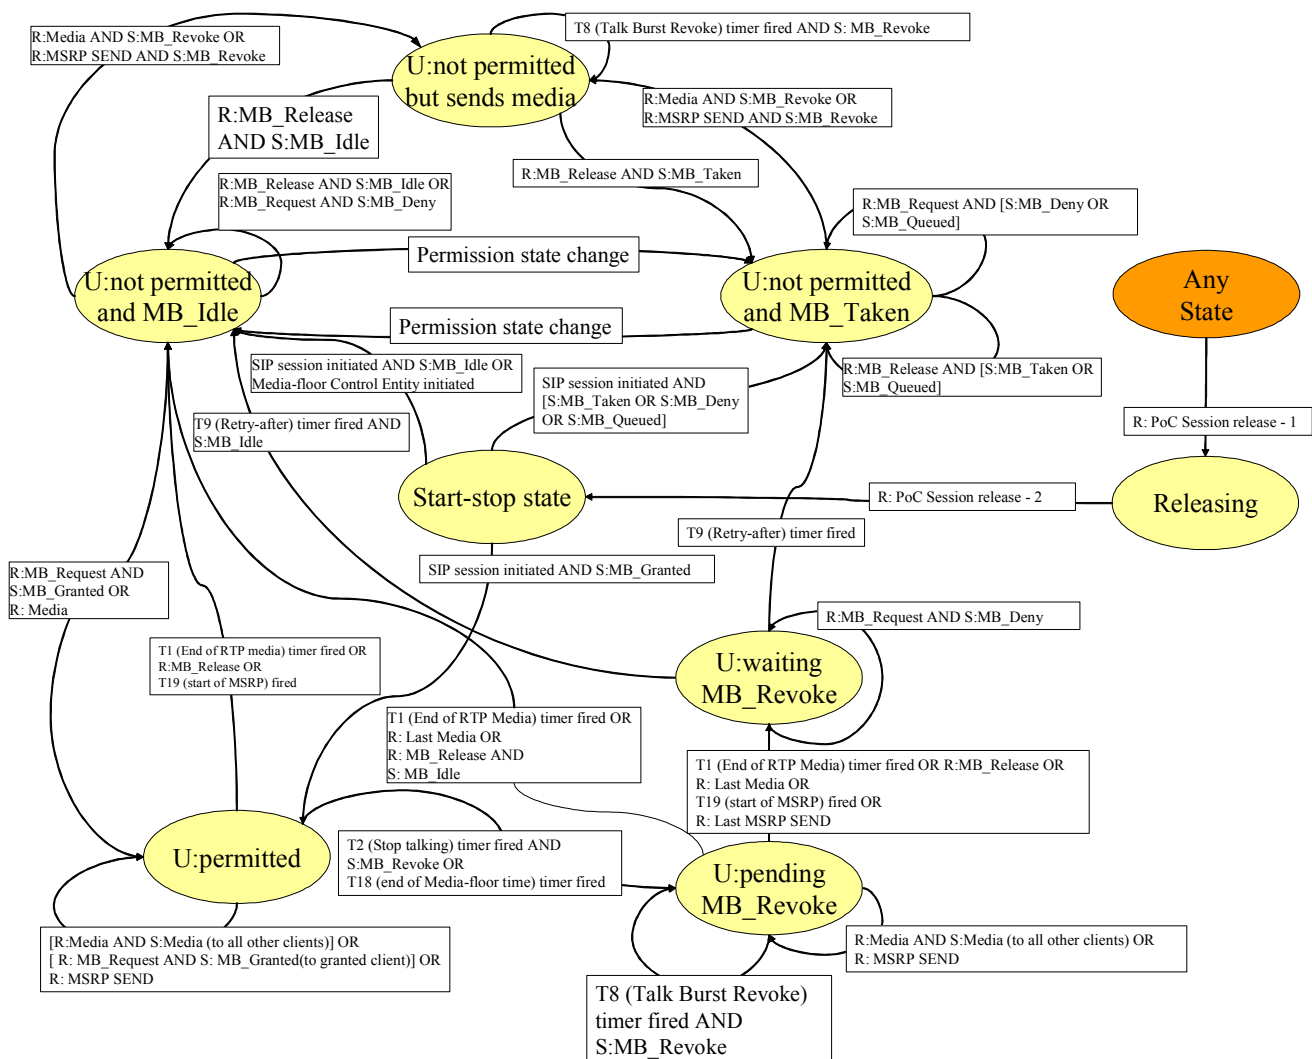 R:Media AND S:MB_Revoke OR
R:MSRP SEND AND S:MB_Revoke
T8 (Talk Burst Revoke) timer fired AND S: MB_Revoke
U:not permitted
but sends media
R:Media AND S:MB_Revoke OR
R:MSRP SEND AND S:MB_Revoke
R:MB_Release
AND S:MB_Idle
R:MB_Release AND S:MB_Taken
R:MB_Release AND S:MB_Idle OR
R:MB_Request AND S:MB_Deny
R:MB_Request AND [S:MB_Deny OR
S:MB_Queued]
U:not permitted
and MB_Idle
Permission state change
U:not permitted
and MB_Taken
Any
State
Permission state change
SIP session initiated AND S:MB_Idle OR
Media-floor Control Entity initiated
R:MB_Release AND [S:MB_Taken OR
S:MB_Queued]
SIP session initiated AND
[S:MB_Taken OR S:MB_Deny
OR S:MB_Queued]
T9 (Retry-after) timer fired AND
S:MB_Idle
R: PoC Session release - 1
Start-stop state
R: PoC Session release - 2
Releasing
T9 (Retry-after) timer fired
SIP session initiated AND S:MB_Granted
R:MB_Request AND
S:MB_Granted OR
R: Media
R:MB_Request AND S:MB_Deny
T1 (End of RTP media) timer fired OR
R:MB_Release OR
T19 (start of MSRP) fired
U:waiting
MB_Revoke
T1 (End of RTP Media) timer fired OR
R: Last Media OR
R: MB_Release AND
S: MB_Idle
T1 (End of RTP Media) timer fired OR R:MB_Release OR
R: Last Media OR
T19 (start of MSRP) fired OR
R: Last MSRP SEND
U:permitted
T2 (Stop talking) timer fired AND
S:MB_Revoke OR
T18 (end of Media-floor time) timer fired
U:pending
MB_Revoke
[R:Media AND S:Media (to all other clients)] OR
[ R: MB_Request AND S: MB_Granted(to granted client)] OR
R: MSRP SEND
R:Media AND S:Media (to all other clients) OR
R: MSRP SEND
T8 (Talk Burst Revoke)
timer fired AND
S:MB_Revoke